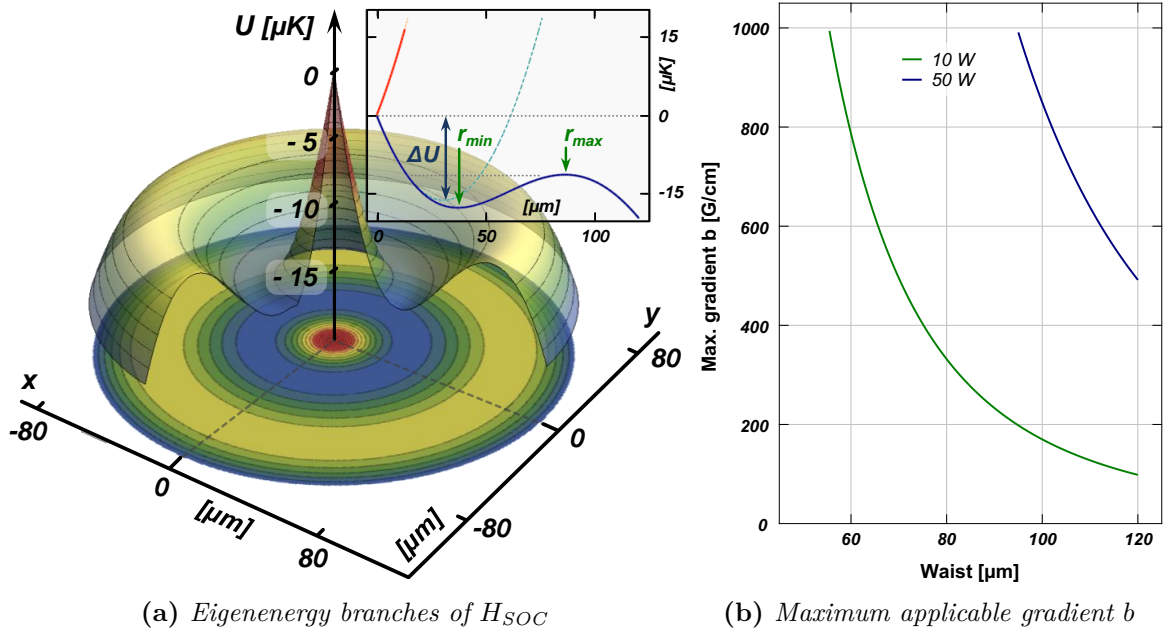 U [µK]
0
- 5
- 10
- 15
x
-80
0
[µm]
80
y
80
0
-80
[µm]
15
0
-15
[µK]
ΔU
r_min
r_max
[µm]
0
50
100
Max. gradient b [G/cm]
1000
800
600
400
200
0
10 W
50 W
60
80
100
120
Waist [µm]
(a) Eigenenergy branches of H_SOC
(b) Maximum applicable gradient b